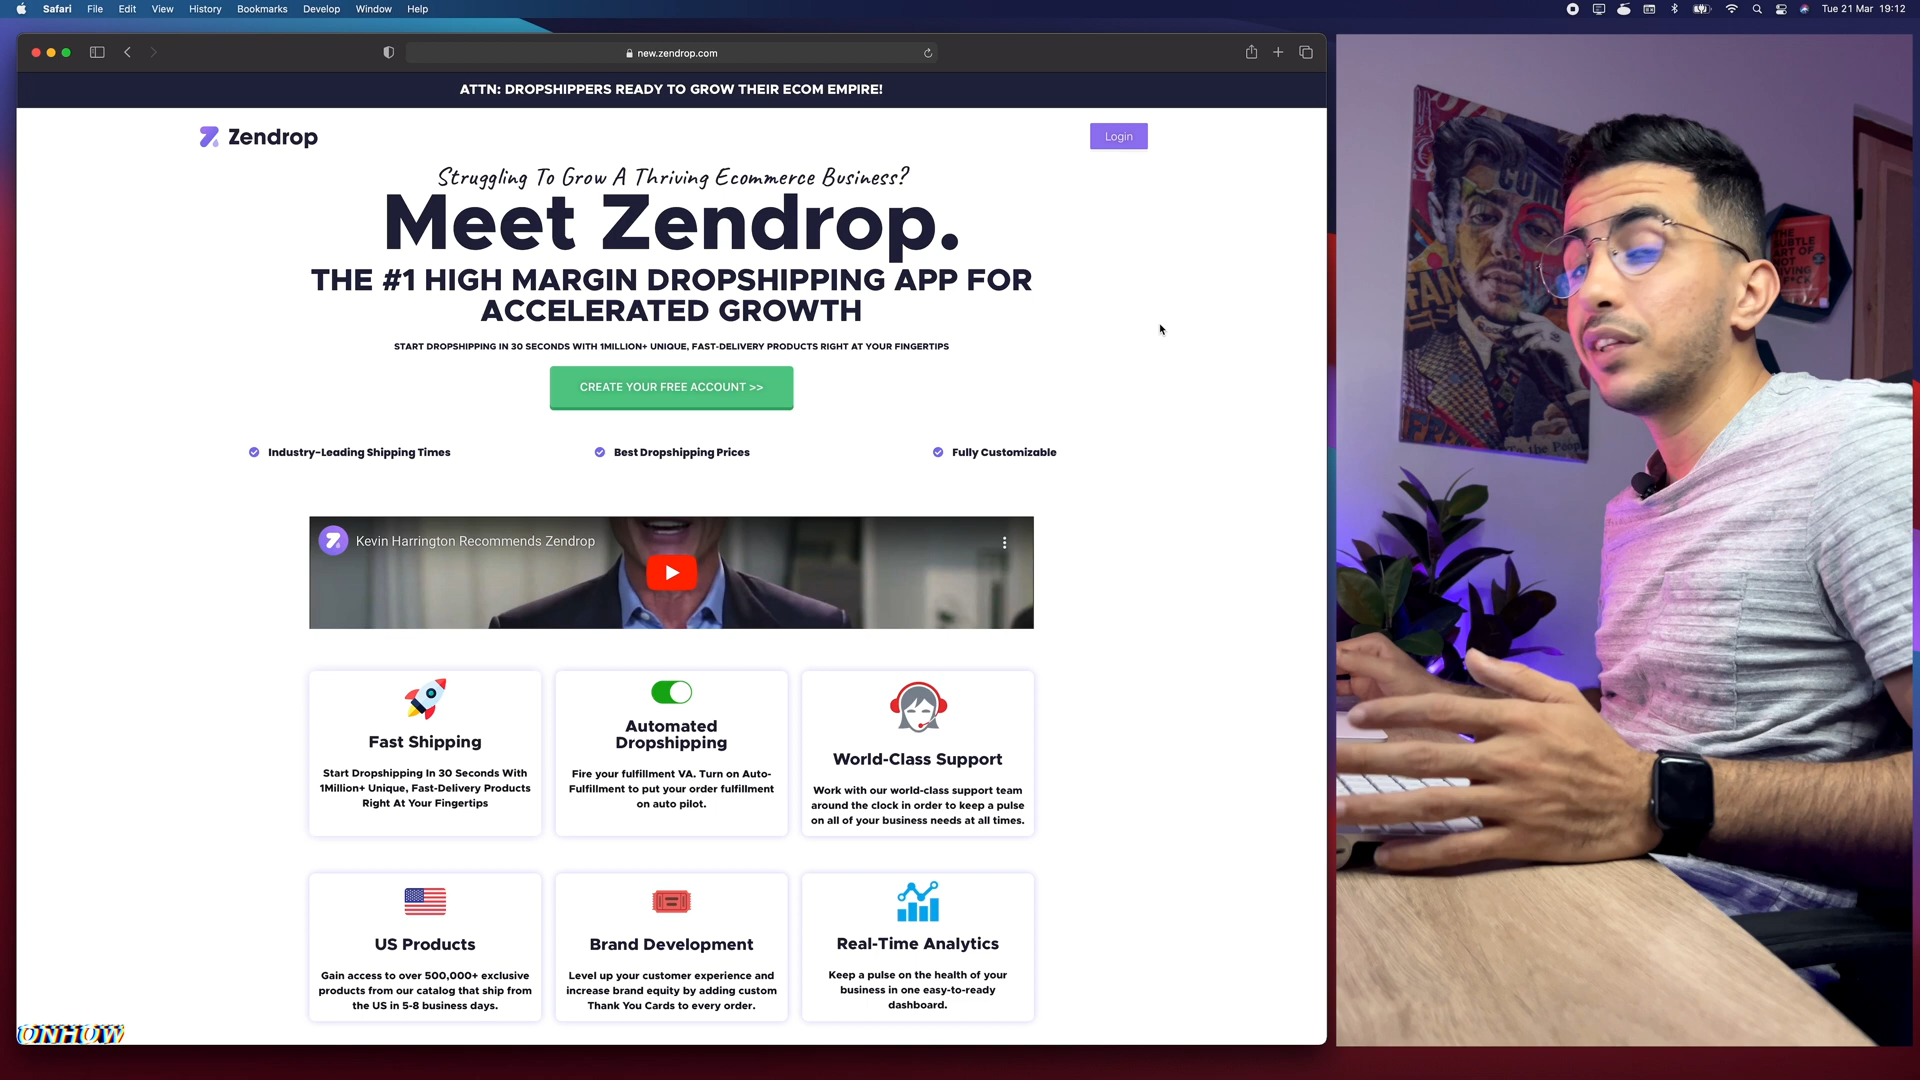 Safari File Edit View History Bookmarks Develop Window Help
Tue 21 Mar 19:12
new.zendrop.com
ATTN: DROPSHIPPERS READY TO GROW THEIR ECOM EMPIRE!
Zendrop
Login
Struggling To Grow A Thriving Ecommerce Business?
Meet Zendrop.
THE #1 HIGH MARGIN DROPSHIPPING APP FOR
ACCELERATED GROWTH
START DROPSHIPPING IN 30 SECONDS WITH 1MILLION+ UNIQUE, FAST-DELIVERY PRODUCTS RIGHT AT YOUR FINGERTIPS
CREATE YOUR FREE ACCOUNT >>
Industry-Leading Shipping Times
Best Dropshipping Prices
Fully Customizable
Kevin Harrington Recommends Zendrop
Fast Shipping
Start Dropshipping In 30 Seconds With
1Million+ Unique, Fast-Delivery Products
Right At Your Fingertips
Automated
Dropshipping
Fire your fulfillment VA. Turn on Auto-
Fulfillment to put your order fulfillment
on auto pilot.
World-Class Support
Work with our world-class support team
around the clock in order to keep a pulse
on all of your business needs at all times.
US Products
Gain access to over 500,000+ exclusive
products from our catalog that ship from
the US in 5-8 business days.
Brand Development
Level up your customer experience and
increase brand equity by adding custom
Thank You Cards to every order.
Real-Time Analytics
Keep a pulse on the health of your
business in one easy-to-ready
dashboard.
ONHOW
THE
SUBTLE
ART OF
NOT
to the People